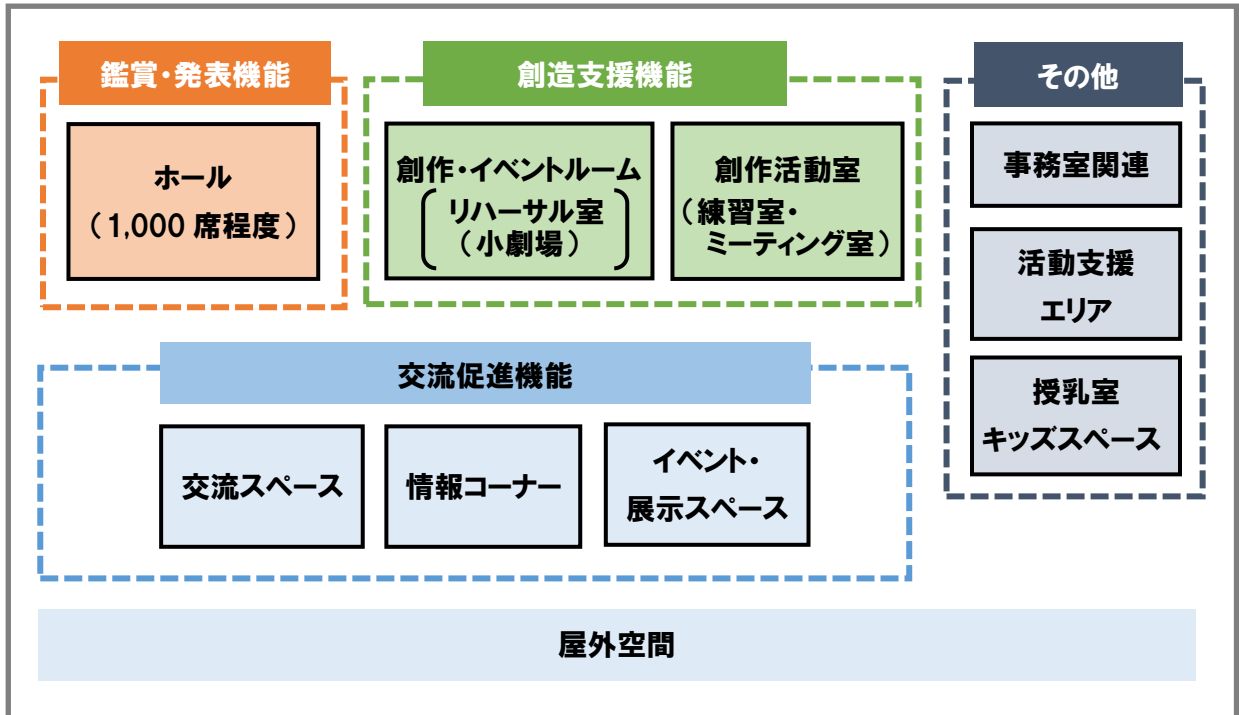 鑑賞・発表機能
ホール
（1,000 席程度）
創造支援機能
創作・イベントルーム
リハーサル室
（小劇場）
創作活動室
（練習室・
ミーティング室）
その他
事務室関連
活動支援
エリア
授乳室
キッズスペース
交流促進機能
交流スペース
情報コーナー
イベント・
展示スペース
屋外空間